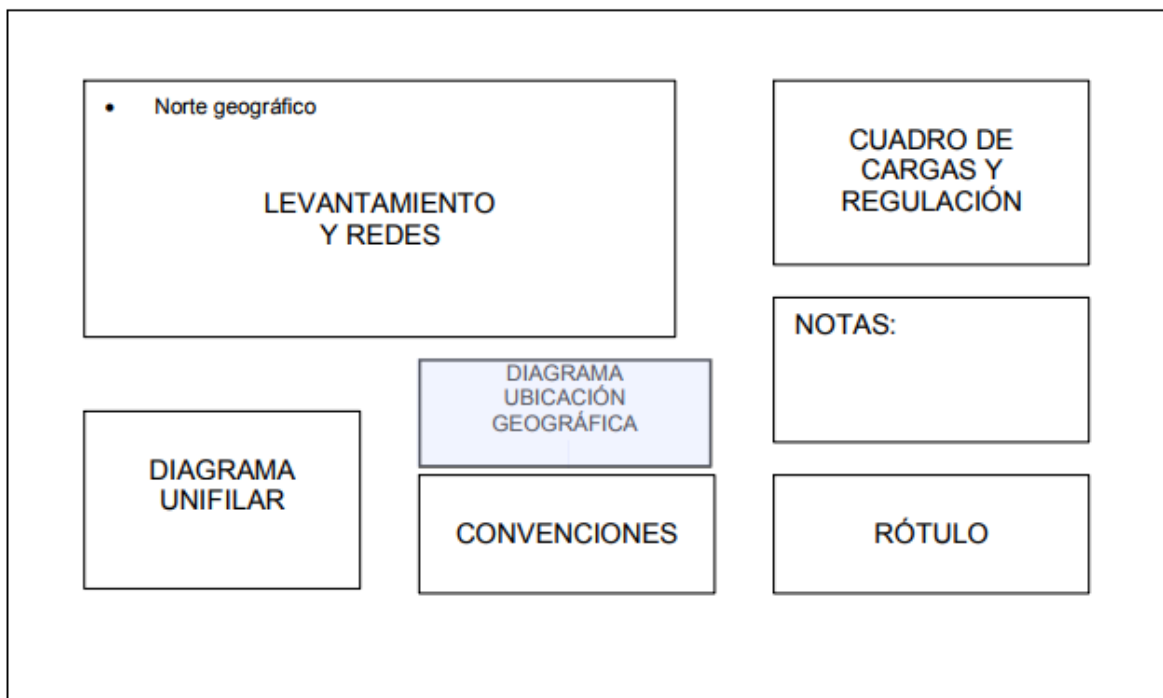 • Norte geográfico
LEVANTAMIENTO
Y REDES
CUADRO DE
CARGAS Y
REGULACIÓN
NOTAS:
DIAGRAMA
UBICACIÓN
GEOGRÁFICA
DIAGRAMA
UNIFILAR
CONVENCIONES
RÓTULO